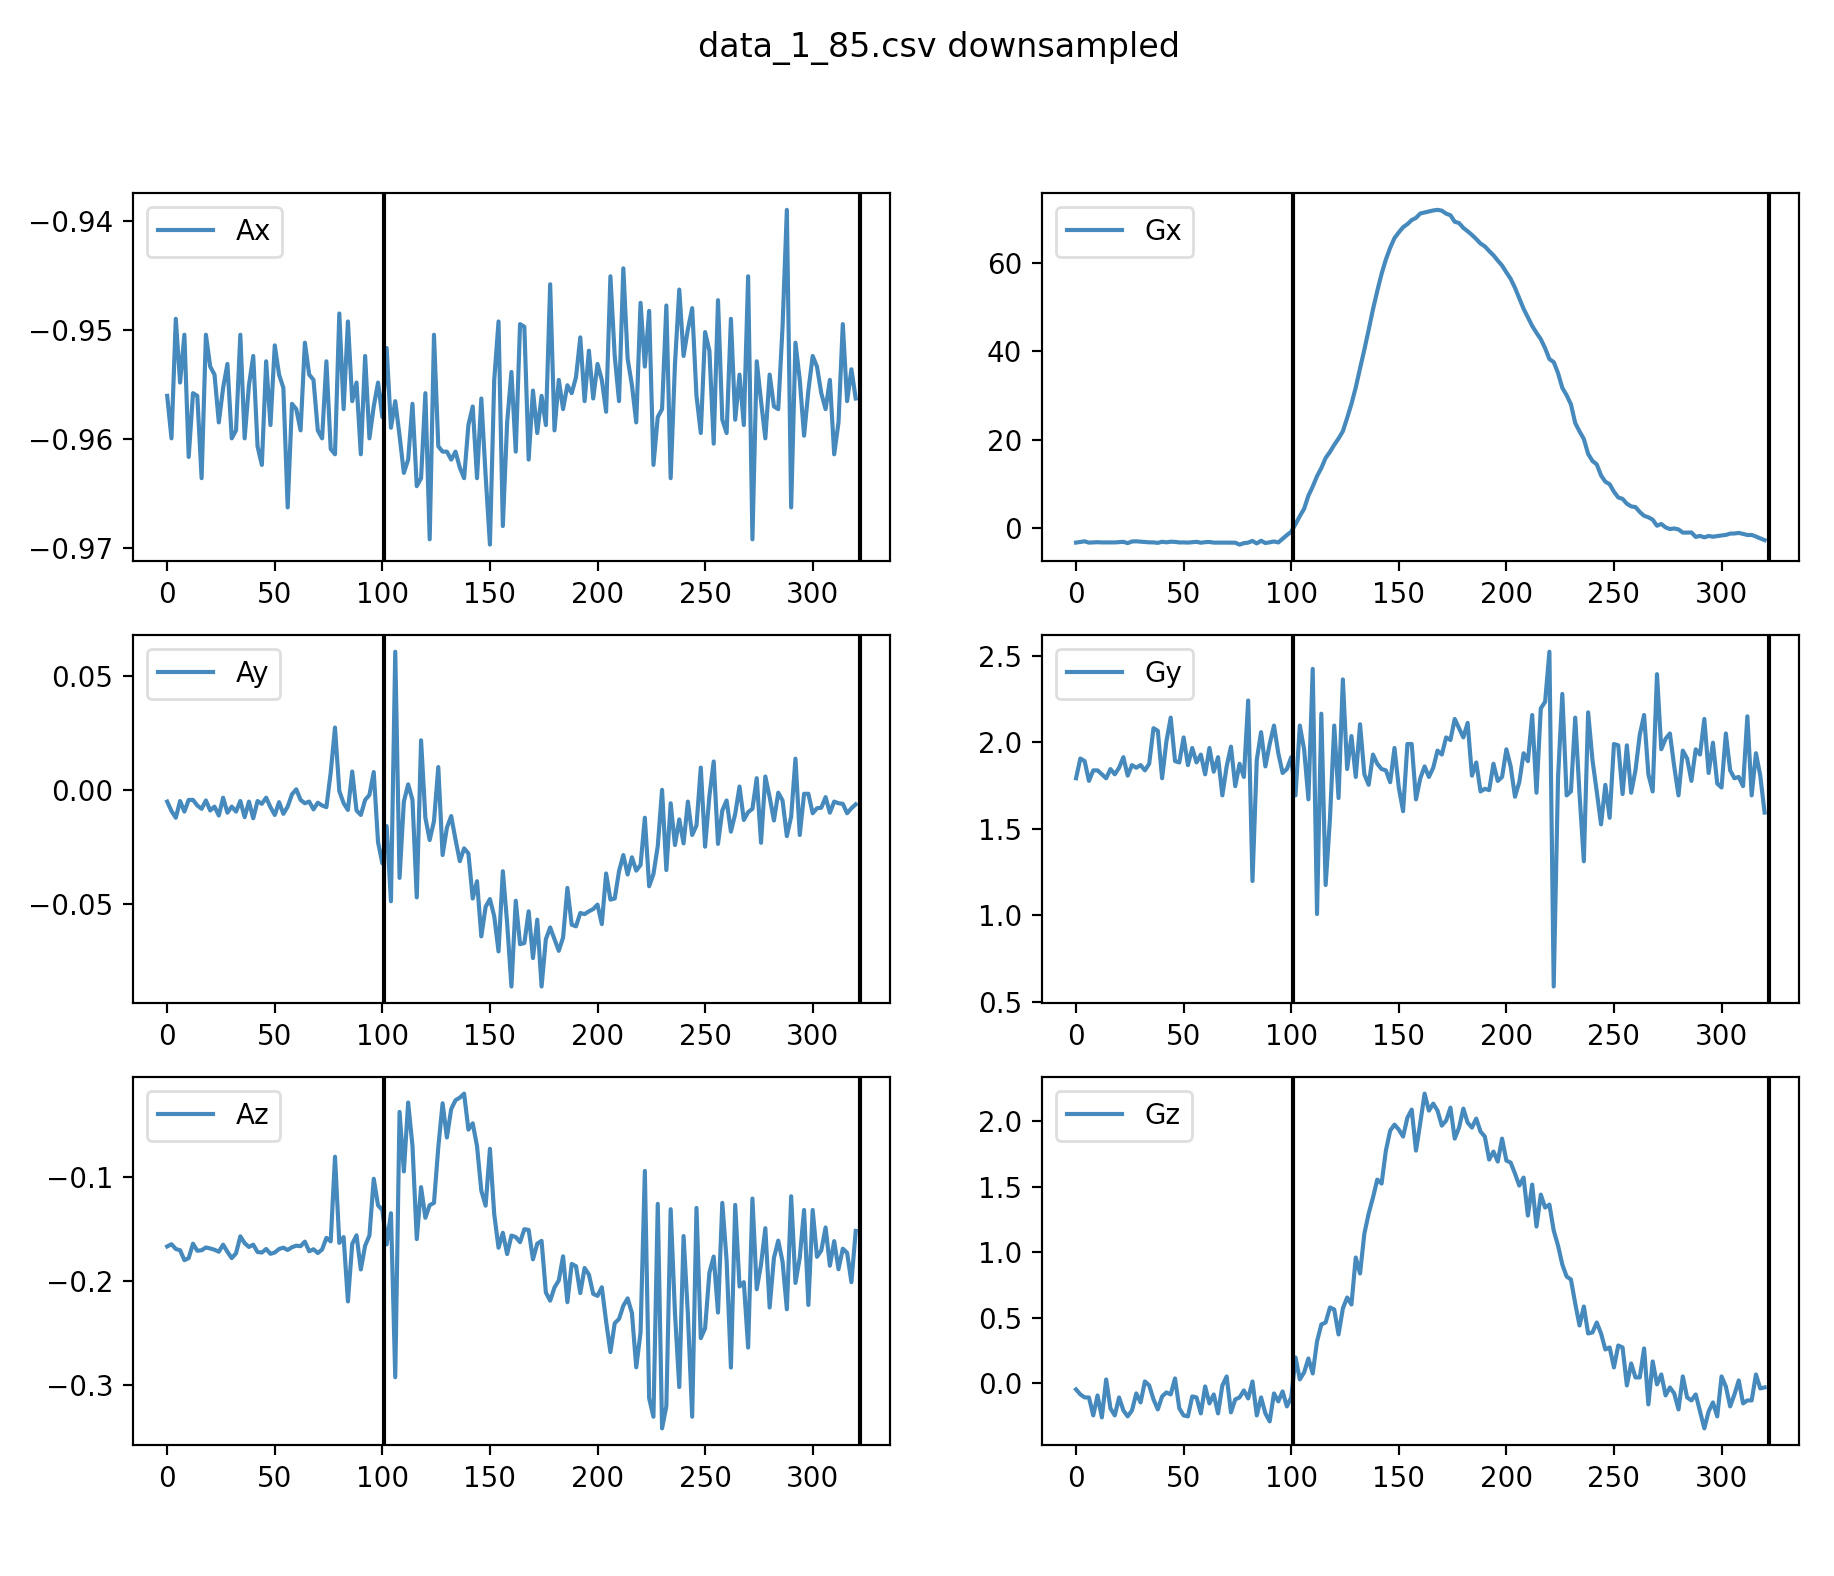 data_1_85.csv downsampled
Ax
−0.94
−0.95
−0.96
−0.97
0 50 100 150 200 250 300
Gx
60
40
20
0
0 50 100 150 200 250 300
Ay
0.05
0.00
−0.05
0 50 100 150 200 250 300
Gy
2.5
2.0
1.5
1.0
0.5
0 50 100 150 200 250 300
Az
−0.1
−0.2
−0.3
0 50 100 150 200 250 300
Gz
2.0
1.5
1.0
0.5
0.0
0 50 100 150 200 250 300